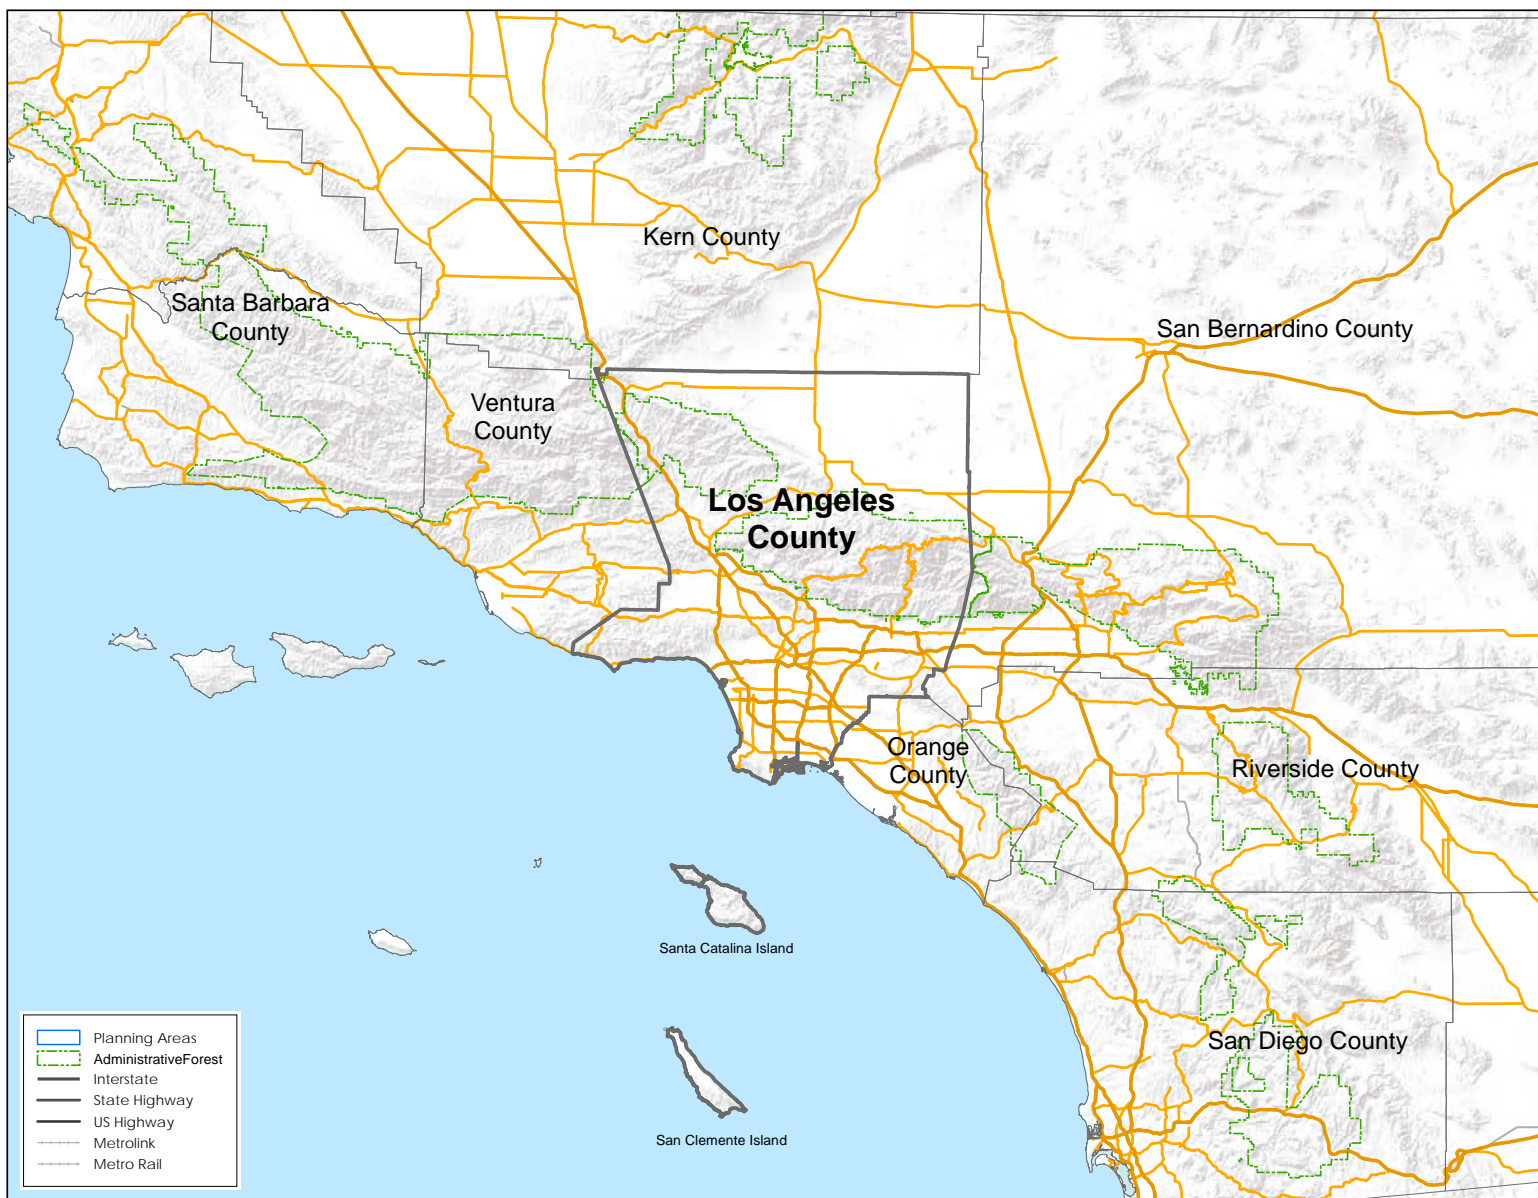 Kern County
Santa Barbara
County
San Bernardino County
Ventura
County
Los Angeles
County
Orange
County
Riverside County
Santa Catalina Island
San Diego County
San Clemente Island
Planning Areas
AdministrativeForest
Interstate
State Highway
US Highway
Metrolink
Metro Rail